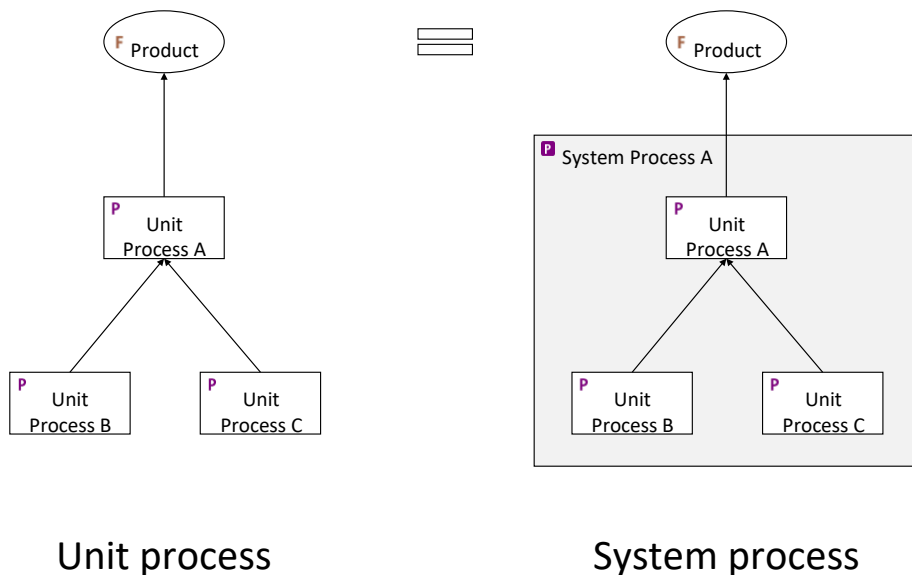 F Product
F Product
P System Process A
P Unit
Process A
P Unit
Process A
P Unit
Process B
P Unit
Process C
P Unit
Process B
P Unit
Process C
Unit process
System process